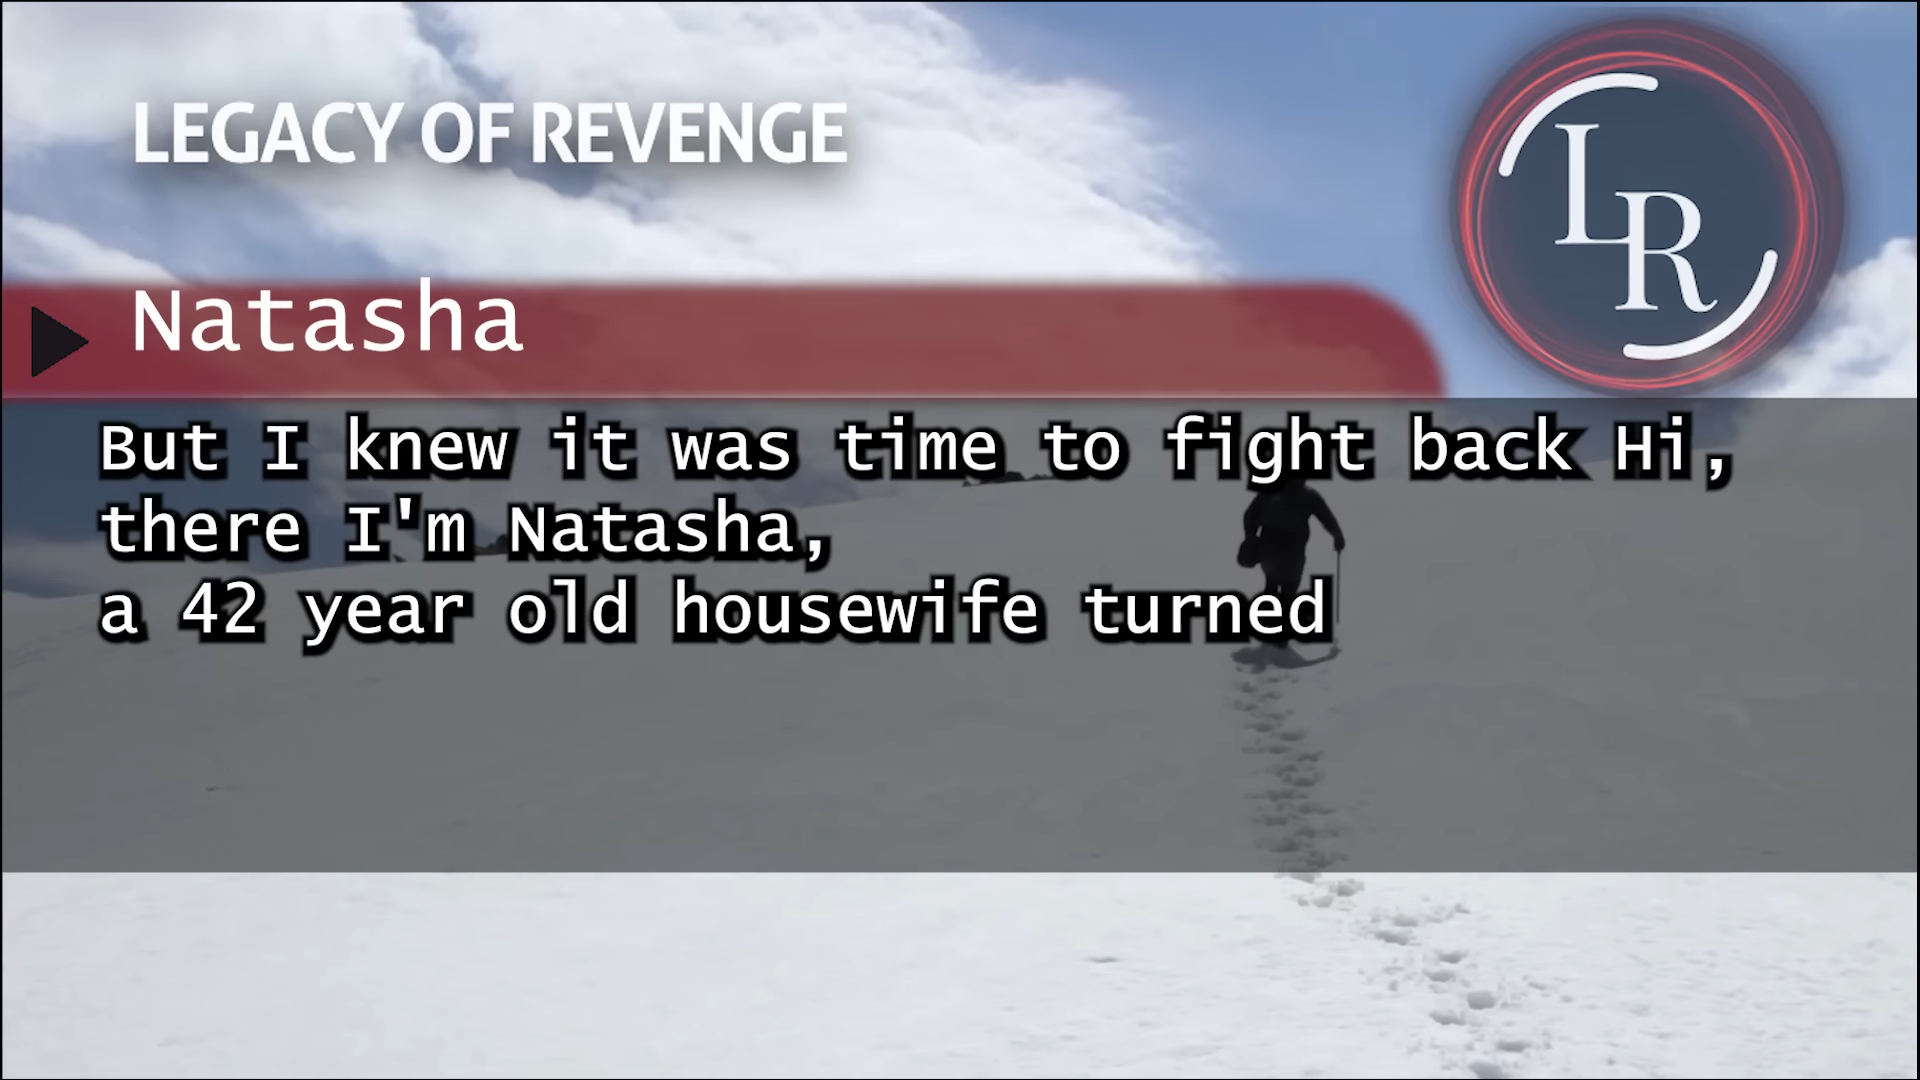 LEGACY OF REVENGE
LR
Natasha
But I knew it was time to fight back Hi,
there I'm Natasha,
a 42 year old housewife turned